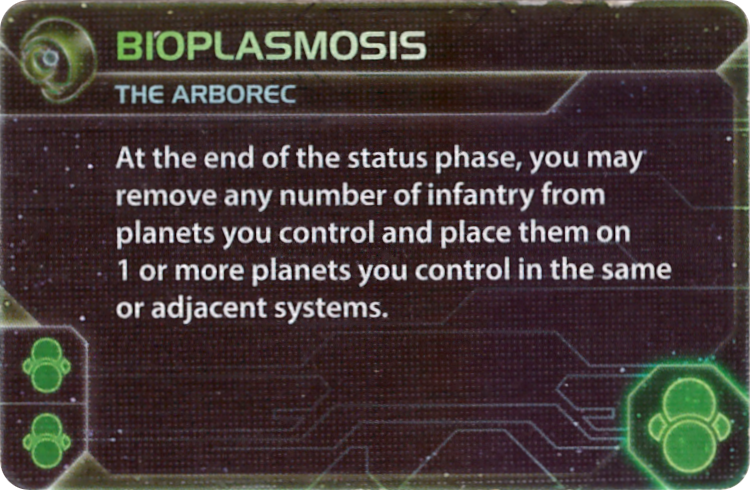 BIOPLASMOSIS
THE ARBOREC
At the end of the status phase, you may
remove any number of infantry from
planets you control and place them on
1 or more planets you control in the same
or adjacent systems.